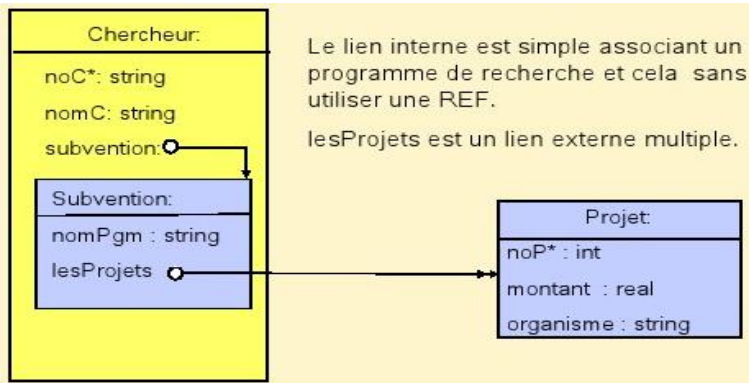 Chercheur:
noC*: string
nomC: string
subvention:
Subvention:
nomPgm : string
lesProjets
Le lien interne est simple associant un
programme de recherche et cela sans
utiliser une REF.
lesProjets est un lien externe multiple.
Projet:
noP* : int
montant : real
organisme : string